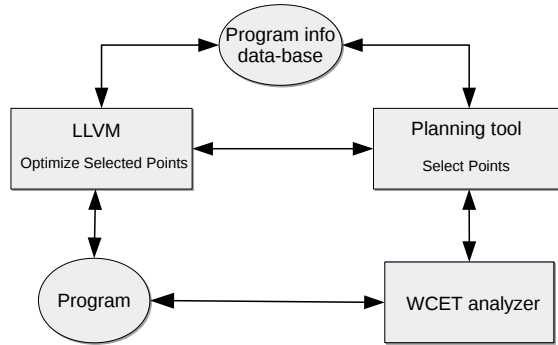 Program info
data-base
LLVM
Optimize Selected Points
Planning tool
Select Points
Program
WCET analyzer